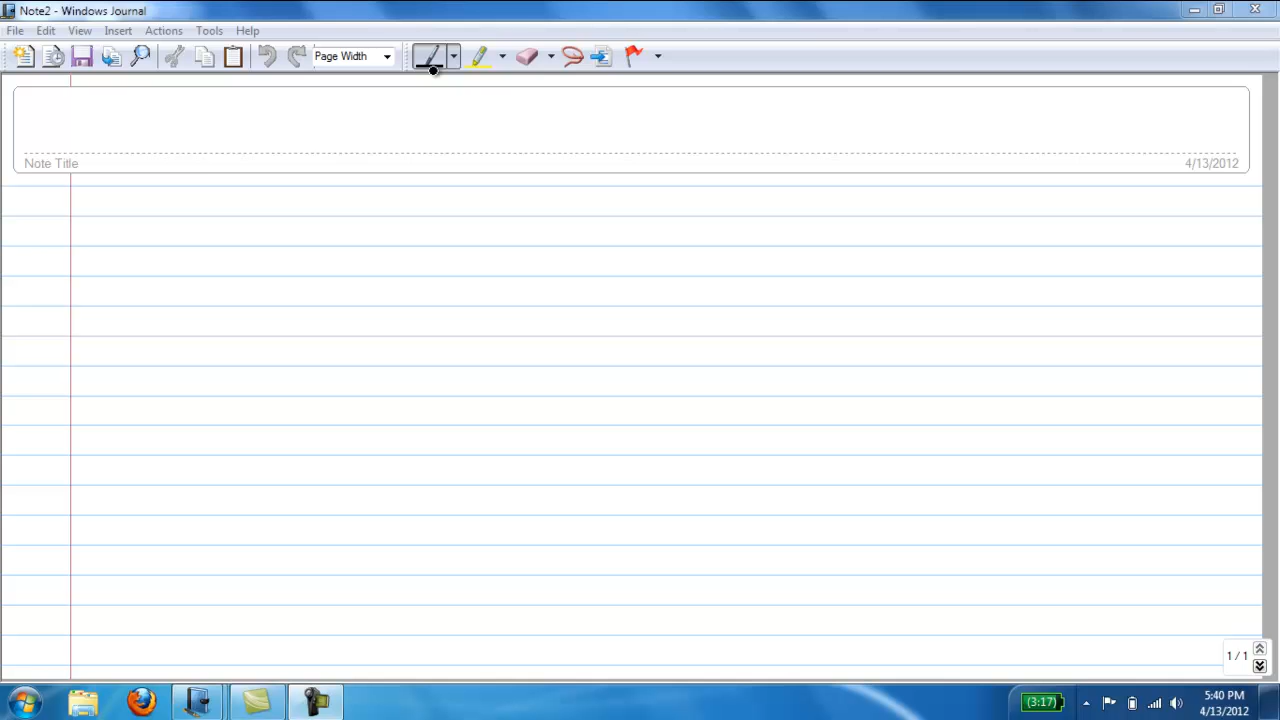 Note2 - Windows Journal
File Edit View Insert Actions Tools Help
Page Width
Note Title 4/13/2012
1 / 1
(3:17) 5:40 PM
4/13/2012